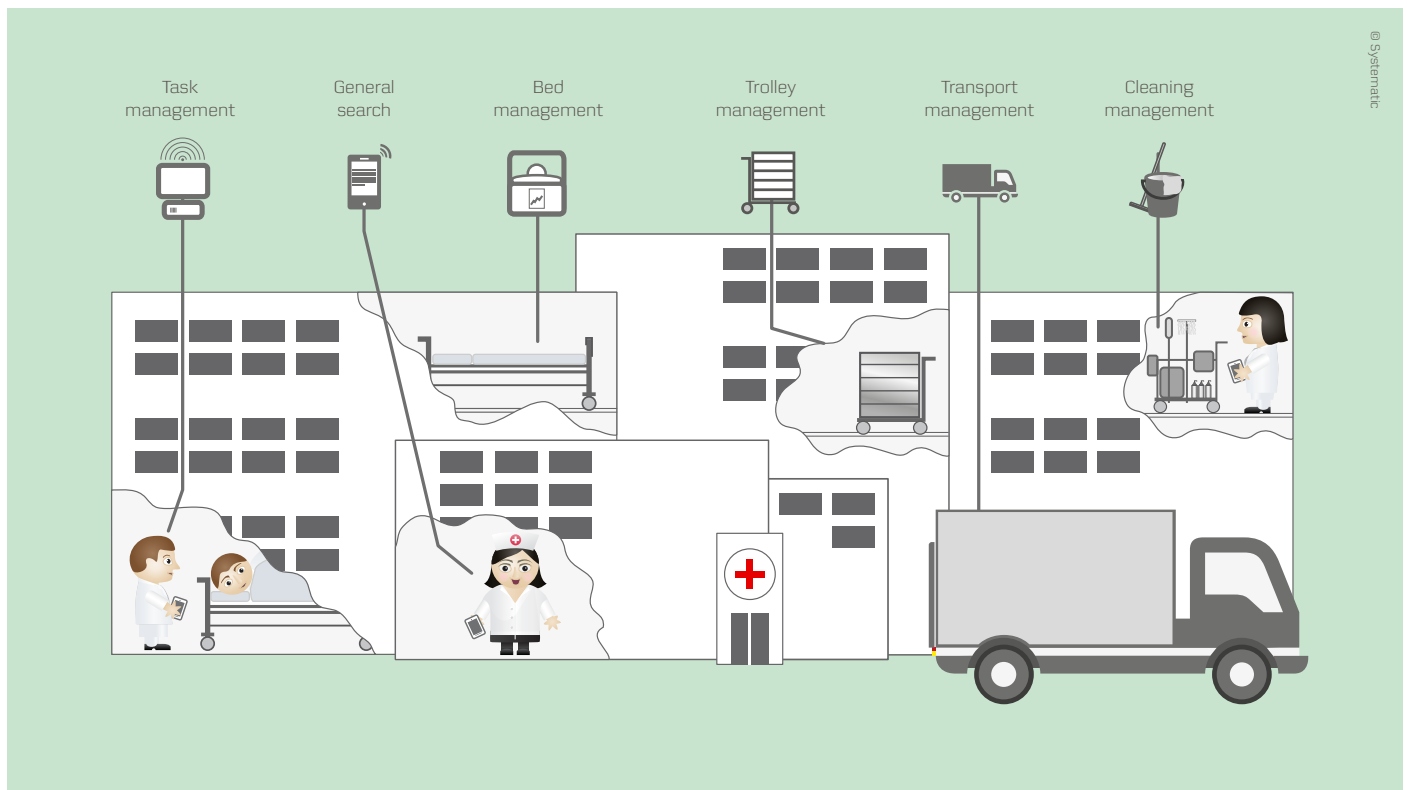 Task
management
General
search
Bed
management
Trolley
management
Transport
management
Cleaning
management
© Systematic